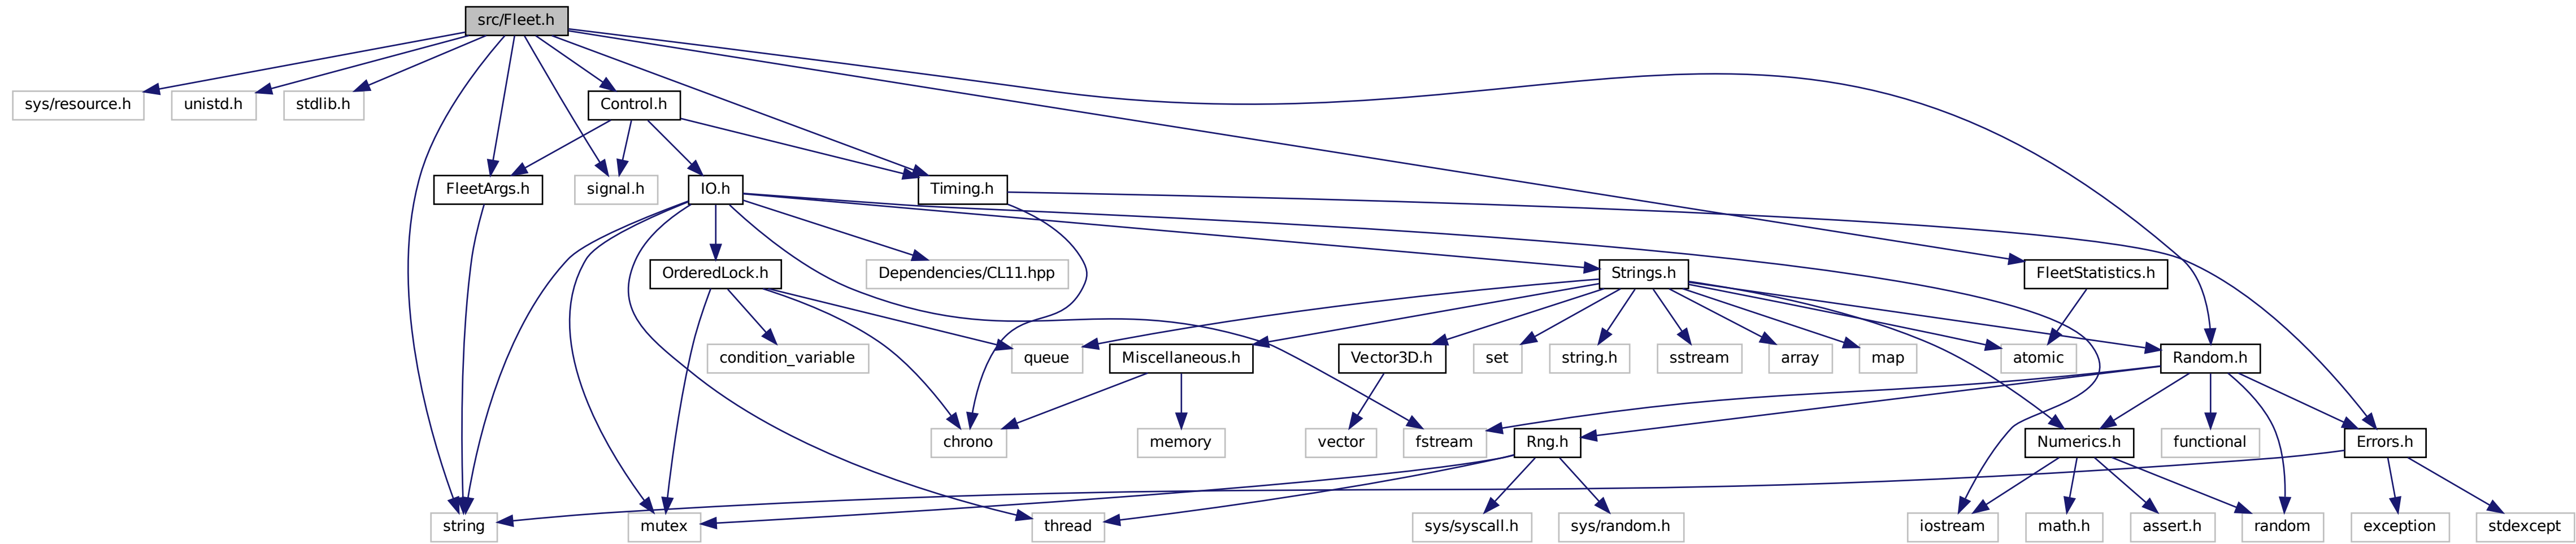 src/Fleet.h
sys/resource.h
unistd.h
stdlib.h
Control.h
FleetArgs.h
signal.h
IO.h
Timing.h
OrderedLock.h
Dependencies/CL11.hpp
Strings.h
FleetStatistics.h
condition_variable
queue
Miscellaneous.h
Vector3D.h
set
string.h
sstream
array
map
atomic
Random.h
chrono
memory
vector
fstream
Rng.h
Numerics.h
functional
Errors.h
string
mutex
thread
sys/syscall.h
sys/random.h
iostream
math.h
assert.h
random
exception
stdexcept